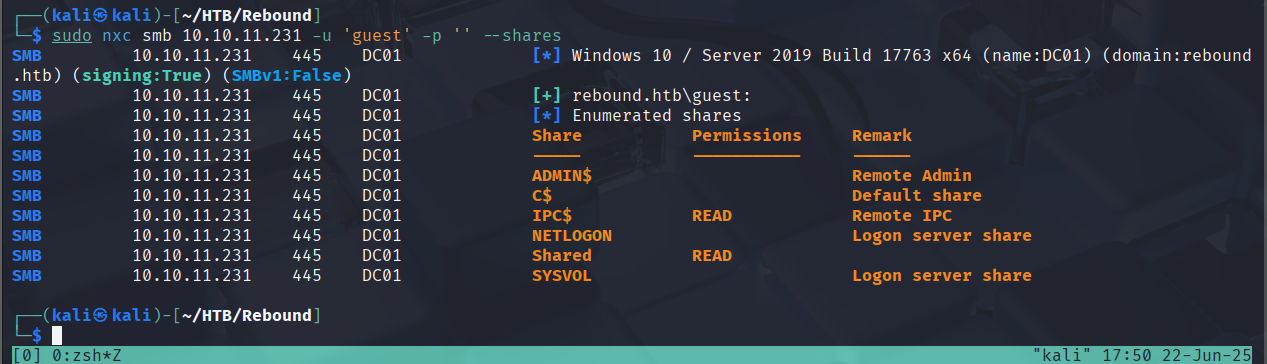 ┌──(kali㉿kali)-[~/HTB/Rebound]
└─$ sudo nxc smb 10.10.11.231 -u 'guest' -p '' --shares
SMB         10.10.11.231    445    DC01             [*] Windows 10 / Server 2019 Build 17763 x64 (name:DC01) (domain:rebound
.htb) (signing:True) (SMBv1:False)
SMB         10.10.11.231    445    DC01             [+] rebound.htb\guest:
SMB         10.10.11.231    445    DC01             [*] Enumerated shares
SMB         10.10.11.231    445    DC01             Share           Permissions     Remark
SMB         10.10.11.231    445    DC01             -----           -----------     ------
SMB         10.10.11.231    445    DC01             ADMIN$                          Remote Admin
SMB         10.10.11.231    445    DC01             C$                              Default share
SMB         10.10.11.231    445    DC01             IPC$            READ            Remote IPC
SMB         10.10.11.231    445    DC01             NETLOGON                        Logon server share
SMB         10.10.11.231    445    DC01             Shared          READ
SMB         10.10.11.231    445    DC01             SYSVOL                          Logon server share
┌──(kali㉿kali)-[~/HTB/Rebound]
└─$
[0] 0:zsh*Z                                                        "kali" 17:50 22-Jun-25